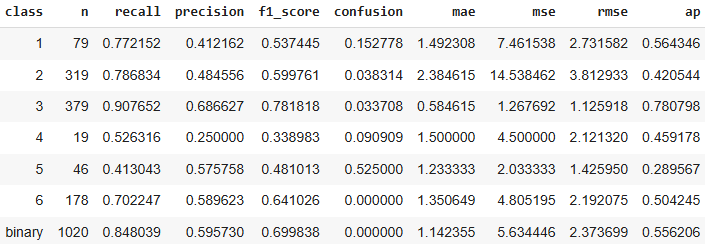 class n recall precision f1_score confusion mae mse rmse ap
1 79 0.772152 0.412162 0.537445 0.152778 1.492308 7.461538 2.731582 0.564346
2 319 0.786834 0.484556 0.599761 0.038314 2.384615 14.538462 3.812933 0.420544
3 379 0.907652 0.686627 0.781818 0.033708 0.584615 1.267692 1.125918 0.780798
4 19 0.526316 0.250000 0.338983 0.090909 1.500000 4.500000 2.121320 0.459178
5 46 0.413043 0.575758 0.481013 0.525000 1.233333 2.033333 1.425950 0.289567
6 178 0.702247 0.589623 0.641026 0.000000 1.350649 4.805195 2.192075 0.504245
binary 1020 0.848039 0.595730 0.699838 0.000000 1.142355 5.634446 2.373699 0.556206